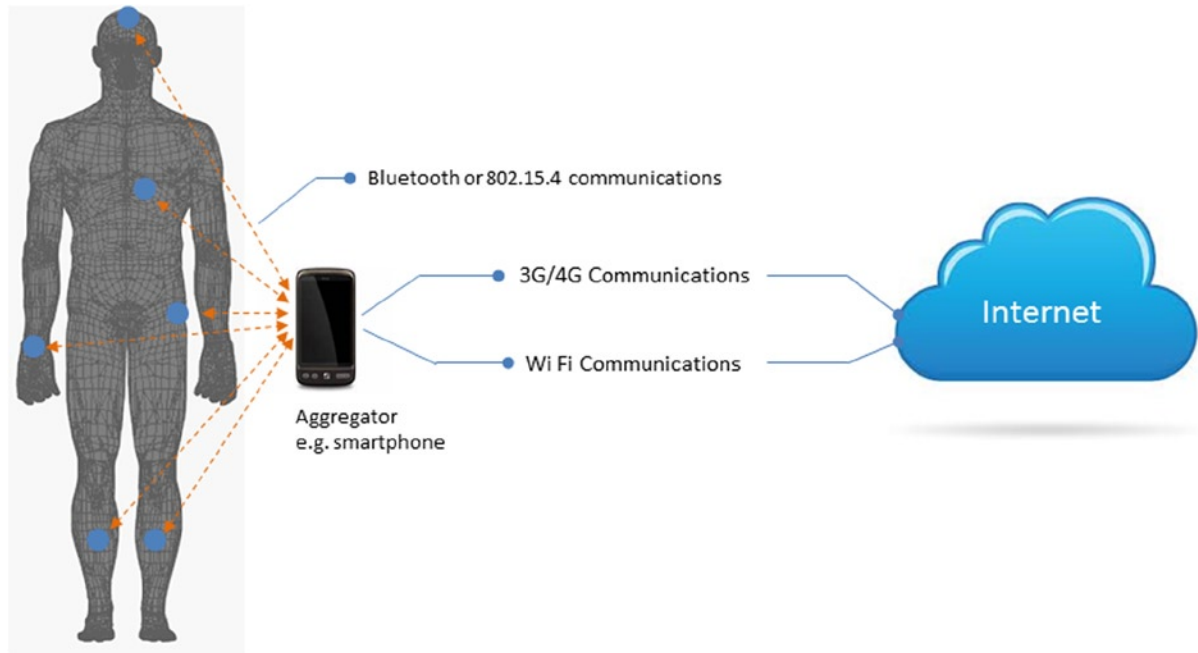 Bluetooth or 802.15.4 communications
3G/4G Communications
Internet
Wi Fi Communications
Aggregator
e.g. smartphone